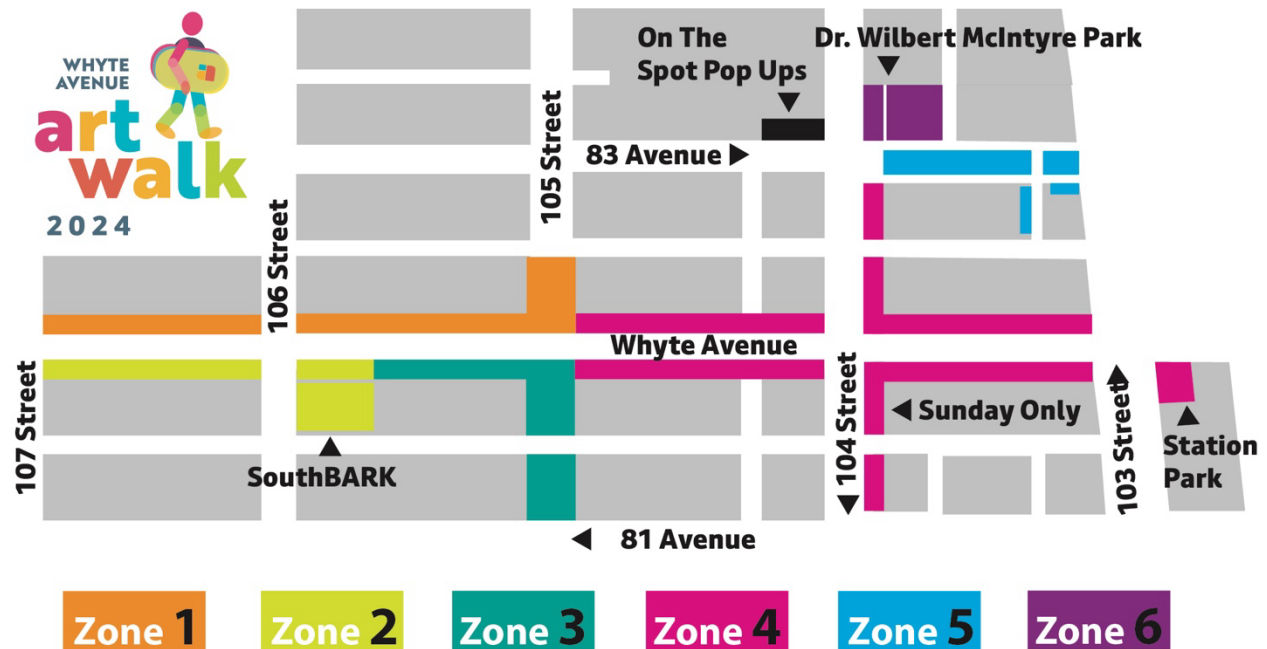 WHYTE
AVENUE
art
walk
2024
On The
Spot Pop Ups
Dr. Wilbert McIntyre Park
83 Avenue
105 Street
106 Street
107 Street
Whyte Avenue
104 Street
Sunday Only
103 Street
Station
Park
SouthBARK
81 Avenue
Zone 1
Zone 2
Zone 3
Zone 4
Zone 5
Zone 6